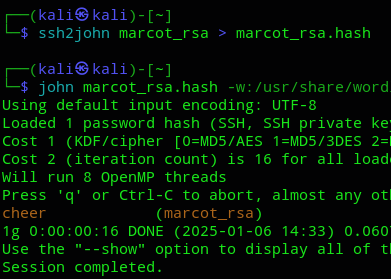 ┌──(kali㉿kali)-[~]
└─$ ssh2john marcot_rsa > marcot_rsa.hash
┌──(kali㉿kali)-[~]
└─$ john marcot_rsa.hash -w:/usr/share/word
Using default input encoding: UTF-8
Loaded 1 password hash (SSH, SSH private key
Cost 1 (KDF/cipher [0=MD5/AES 1=MD5/3DES 2=
Cost 2 (iteration count) is 16 for all loade
Will run 8 OpenMP threads
Press 'q' or Ctrl-C to abort, almost any oth
cheer (marcot_rsa)
1g 0:00:00:16 DONE (2025-01-06 14:33) 0.0607
Use the "--show" option to display all of th
Session completed.